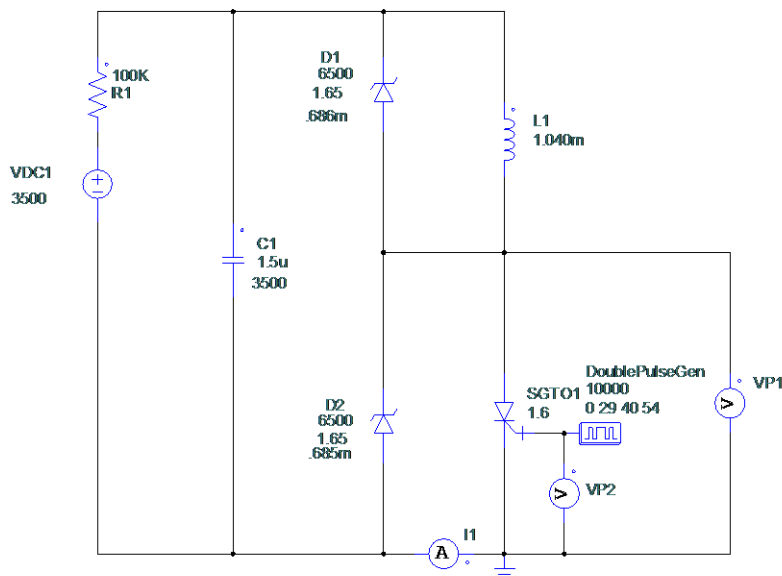 D1
6500
1.65
.686m
100K
R1
L1
1.040m
VDC1
3500
C1
1.5u
3500
DoublePulseGen
10000
0 29 40 54
VP1
SGTO1
1.6
D2
6500
1.65
.685m
V
V
VP2
I1
A